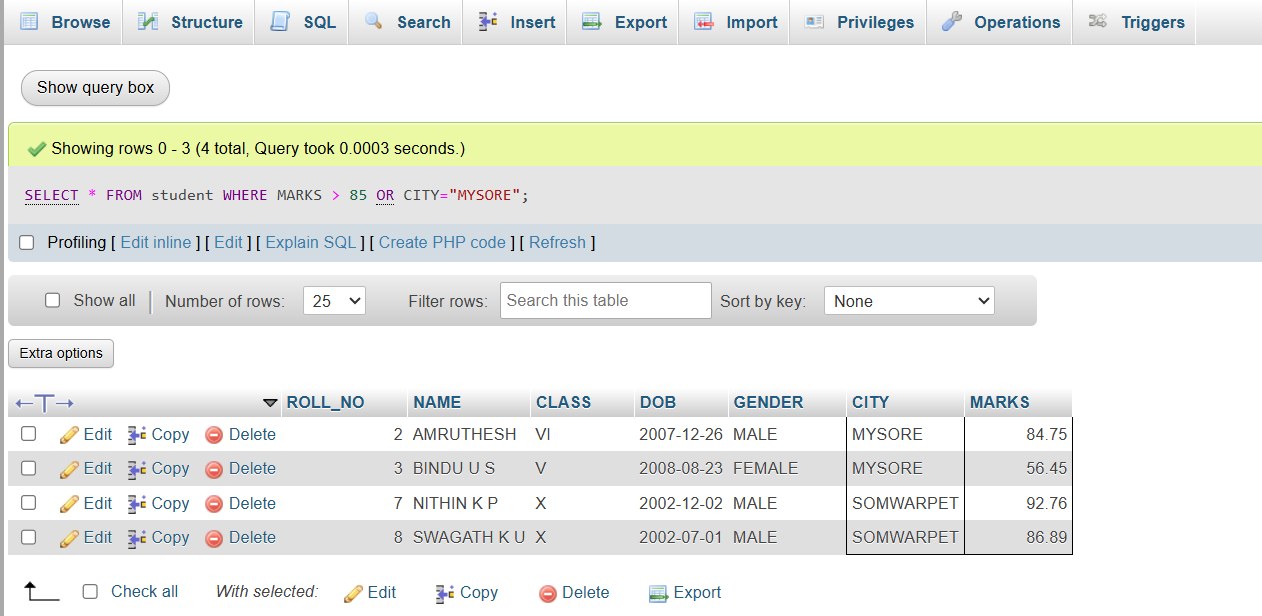 Browse Structure SQL Search Insert Export Import Privileges Operations Triggers
Show query box
Showing rows 0 - 3 (4 total, Query took 0.0003 seconds.)
SELECT * FROM student WHERE MARKS > 85 OR CITY="MYSORE";
Profiling [ Edit inline ] [ Edit ] [ Explain SQL ] [ Create PHP code ] [ Refresh ]
Show all Number of rows: 25 Filter rows: Search this table Sort by key: None
Extra options
ROLL_NO NAME CLASS DOB GENDER CITY MARKS
Edit Copy Delete 2 AMRUTHESH VI 2007-12-26 MALE MYSORE 84.75
Edit Copy Delete 3 BINDU U S V 2008-08-23 FEMALE MYSORE 56.45
Edit Copy Delete 7 NITHIN K P X 2002-12-02 MALE SOMWARPET 92.76
Edit Copy Delete 8 SWAGATH K U X 2002-07-01 MALE SOMWARPET 86.89
Check all With selected: Edit Copy Delete Export